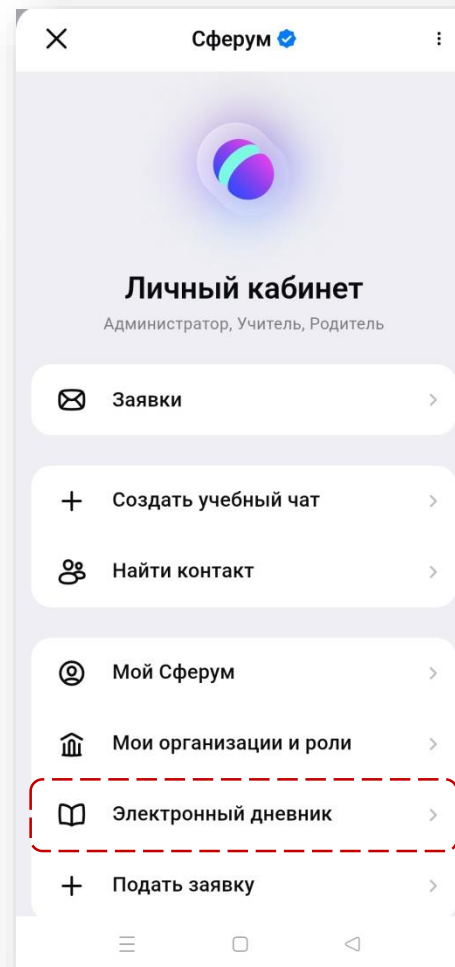 Сферум
Личный кабинет
Администратор, Учитель, Родитель
Заявки
Создать учебный чат
Найти контакт
Мой Сферум
Мои организации и роли
Электронный дневник
Подать заявку